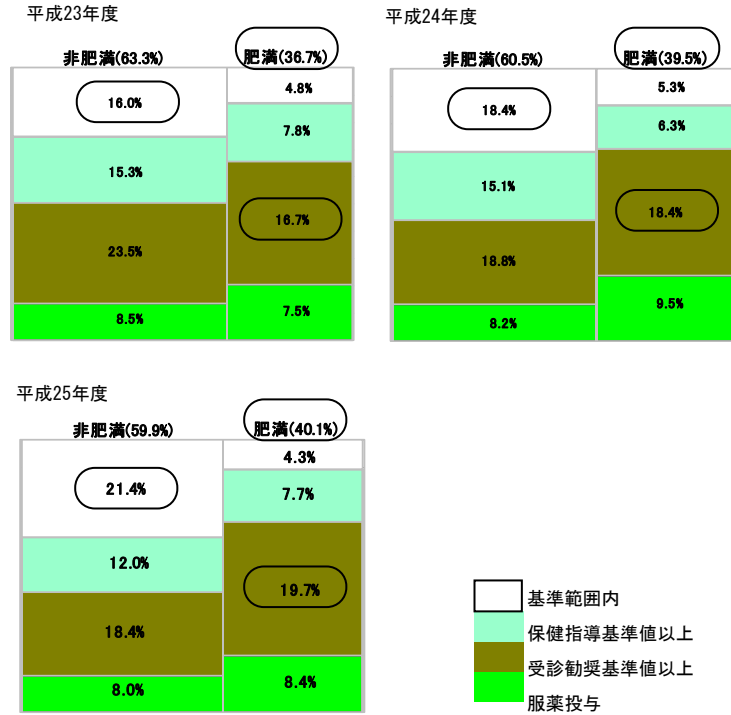 平成23年度
非肥満(63.3%)
肥満(36.7%)
16.0%
4.8%
15.3%
7.8%
23.5%
16.7%
8.5%
7.5%
平成24年度
非肥満(60.5%)
肥満(39.5%)
18.4%
5.3%
15.1%
6.3%
18.8%
18.4%
8.2%
9.5%
平成25年度
非肥満(59.9%)
肥満(40.1%)
21.4%
4.3%
12.0%
7.7%
18.4%
19.7%
8.0%
8.4%
基準範囲内
保健指導基準値以上
受診勧奨基準値以上
服薬投与